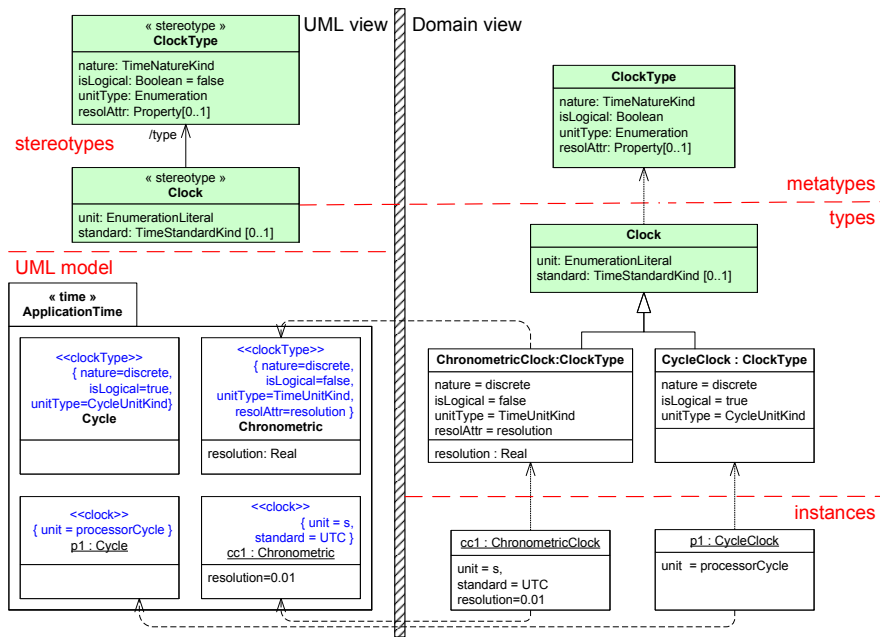 UML view
Domain view
« stereotype »
ClockType
nature: TimeNatureKind
isLogical: Boolean = false
unitType: Enumeration
resolAttr: Property[0..1]
/type
stereotypes
« stereotype »
Clock
unit: EnumerationLiteral
standard: TimeStandardKind [0..1]
UML model
« time »
ApplicationTime
<<clockType>>
{ nature=discrete,
isLogical=true,
unitType=CycleUnitKind}
Cycle
<<clockType>>
{ nature=discrete,
isLogical=false,
unitType=TimeUnitKind,
resolAttr=resolution }
Chronometric
resolution: Real
<<clock>>
{ unit = processorCycle }
p1 : Cycle
<<clock>>
{ unit = s,
standard = UTC }
cc1 : Chronometric
resolution=0.01
ClockType
nature: TimeNatureKind
isLogical: Boolean
unitType: Enumeration
resolAttr: Property[0..1]
metatypes
types
Clock
unit: EnumerationLiteral
standard: TimeStandardKind [0..1]
ChronometricClock:ClockType
nature = discrete
isLogical = false
unitType = TimeUnitKind
resolAttr = resolution
resolution : Real
CycleClock : ClockType
nature = discrete
isLogical = true
unitType = CycleUnitKind
instances
cc1 : ChronometricClock
unit = s,
standard = UTC
resolution=0.01
p1 : CycleClock
unit = processorCycle